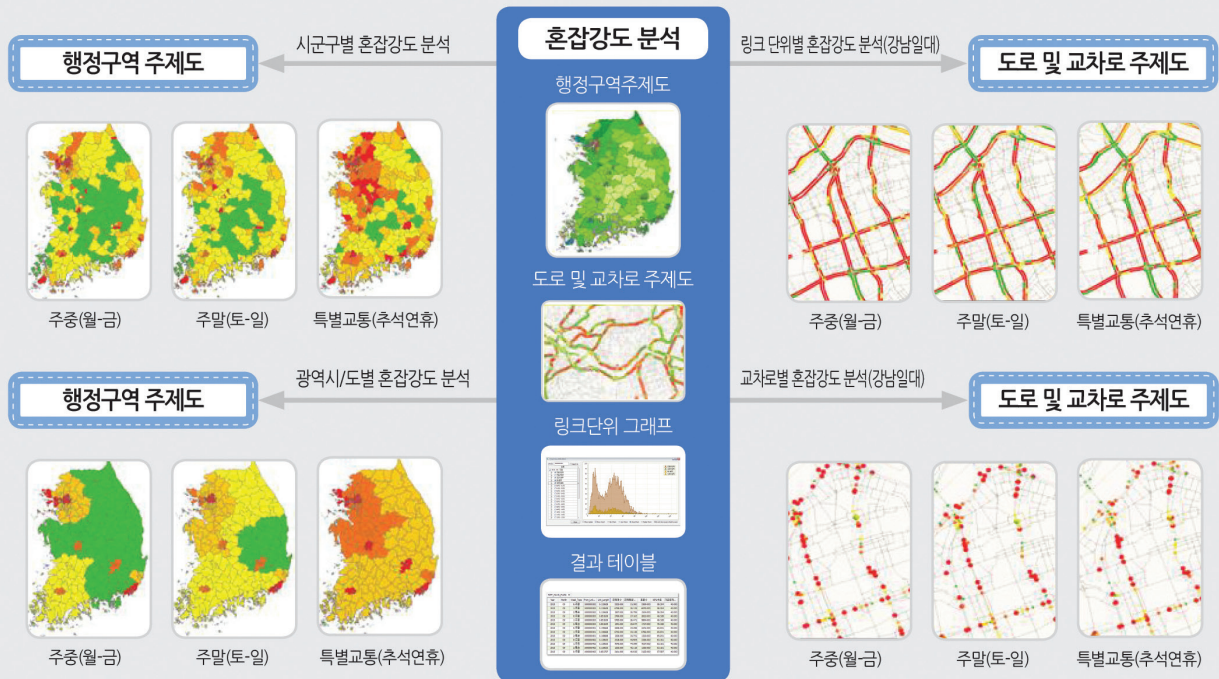 시군구별 혼잡강도 분석
행정구역 주제도
주중(월-금)
주말(토-일)
특별교통(추석연휴)
광역시/도별 혼잡강도 분석
행정구역 주제도
주중(월-금)
주말(토-일)
특별교통(추석연휴)
혼잡강도 분석
행정구역주제도
도로 및 교차로 주제도
링크단위 그래프
결과 테이블
링크 단위별 혼잡강도 분석(강남일대)
도로 및 교차로 주제도
주중(월-금)
주말(토-일)
특별교통(추석연휴)
교차로별 혼잡강도 분석(강남일대)
도로 및 교차로 주제도
주중(월-금)
주말(토-일)
특별교통(추석연휴)